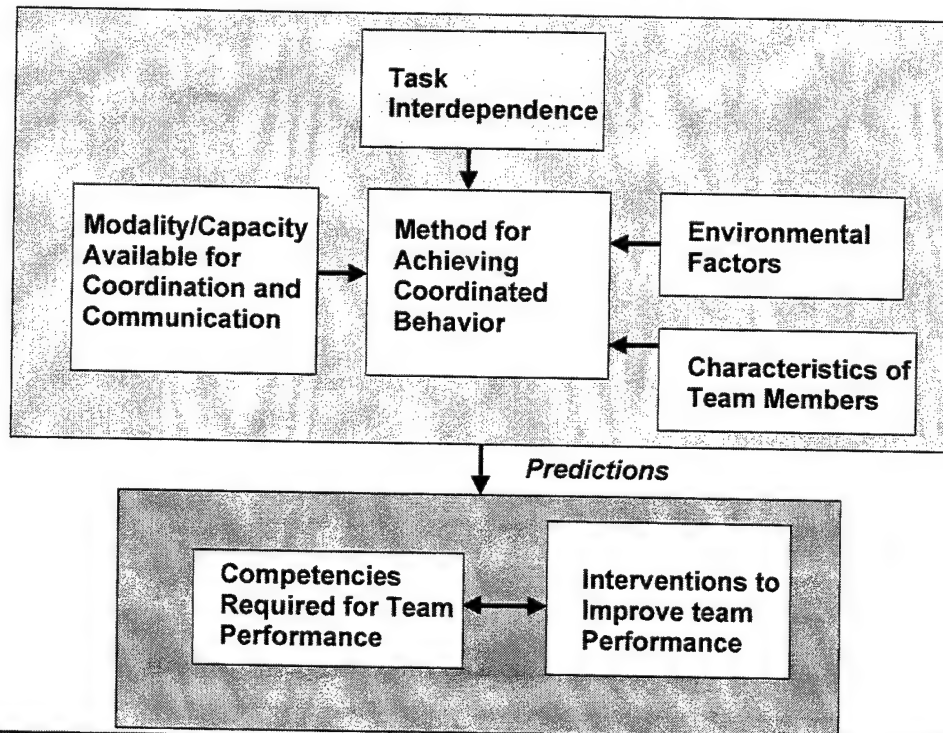 Task
Interdependence
Modality/Capacity
Available for
Coordination and
Communication
Method for
Achieving
Coordinated
Behavior
Environmental
Factors
Characteristics of
Team Members
Predictions
Competencies
Required for Team
Performance
Interventions to
Improve team
Performance